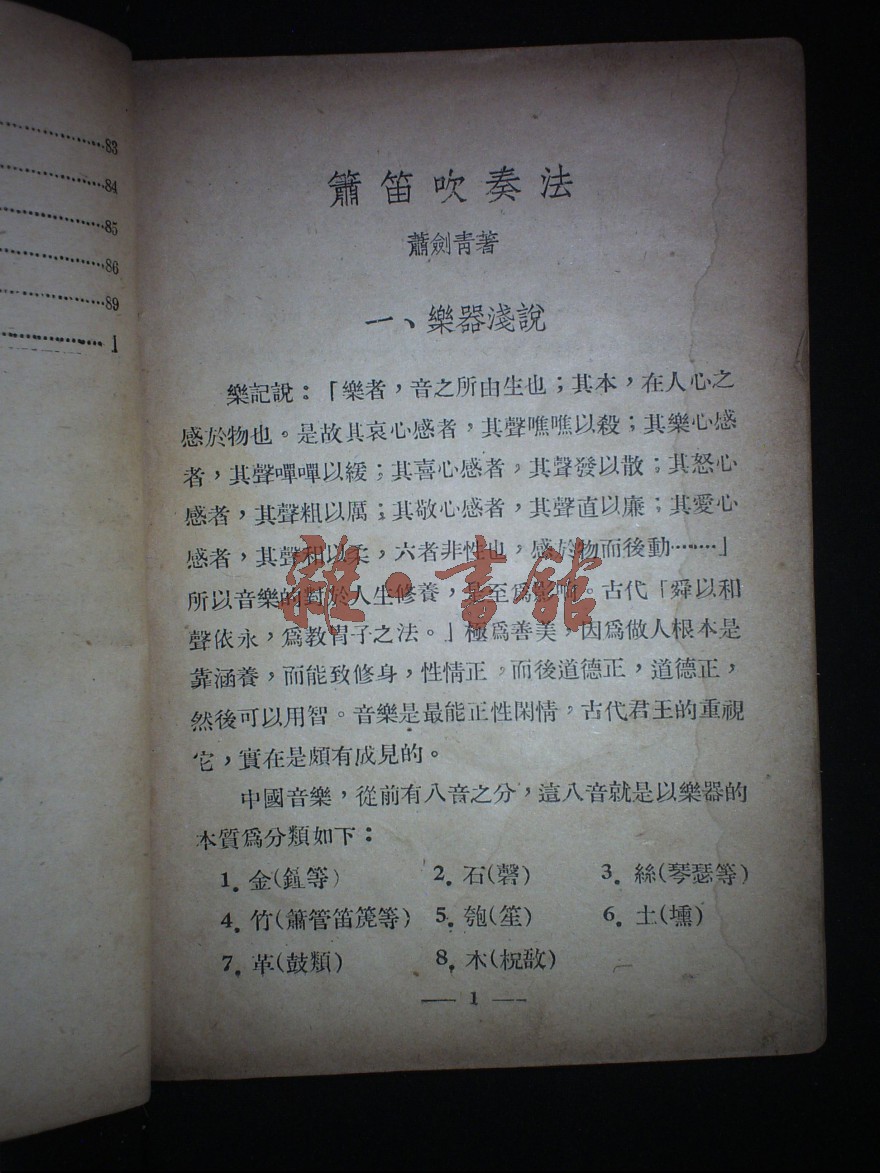 83
84
85
86
89
1
簫笛吹奏法
蕭劍青著
一、樂器淺說
樂記說：「樂者，音之所由生也；其本，在人心之
感於物也。是故其哀心感者，其聲噍噍以殺；其樂心感
者，其聲嘽嘽以緩；其喜心感者，其聲發以散；其怒心
感者，其聲粗以厲；其敬心感者，其聲直以廉；其愛心
感者，其聲和以柔，六者非性也，感於物而後動………」
所以音樂的對於人生修養，甚至爲影响。古代「舜以和
聲依永，爲教胄子之法。」極爲善美，因爲做人根本是
靠涵養，而能致修身，性情正。而後道德正，道德正，
然後可以用智。音樂是最能正性閑情，古代君王的重視
它，實在是頗有成見的。
中國音樂，從前有八音之分，這八音就是以樂器的
本質爲分類如下：
1. 金(鐘等) 2. 石(磬) 3. 絲(琴瑟等)
4. 竹(簫管笛篪等) 5. 匏(笙) 6. 土(壎)
7. 革(鼓類) 8. 木(柷敔)
— 1 —
雜·書館